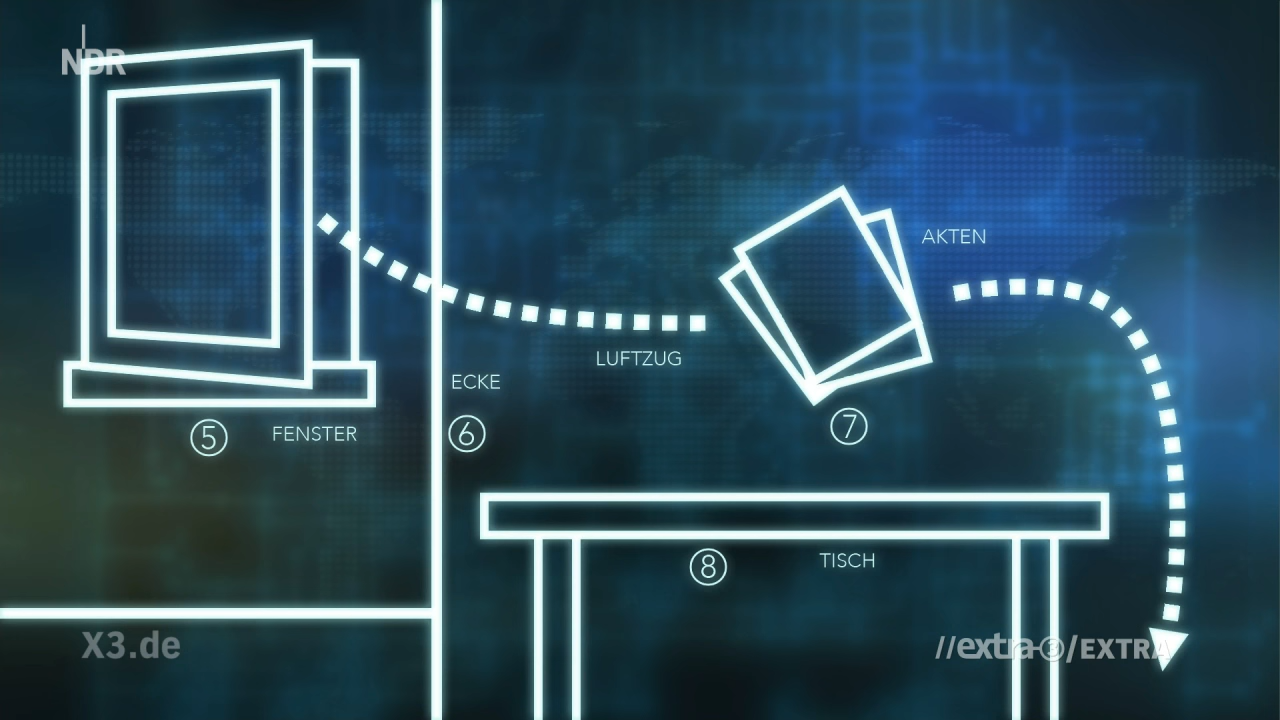 NDR
AKTEN
LUFTZUG
ECKE
⑤ FENSTER
⑥
⑦
⑧ TISCH
X3.de
//extra3/EXTRA